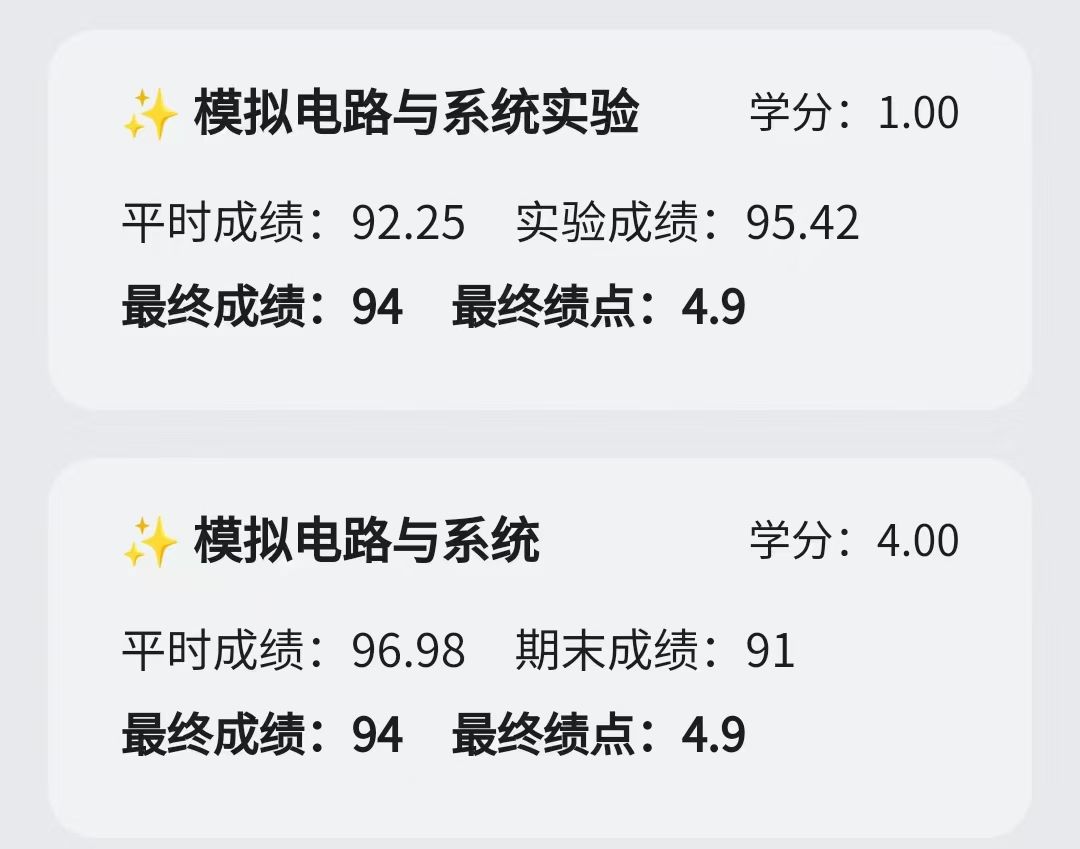 ✨ 模拟电路与系统实验 学分：1.00
平时成绩：92.25 实验成绩：95.42
最终成绩：94 最终绩点：4.9
✨ 模拟电路与系统 学分：4.00
平时成绩：96.98 期末成绩：91
最终成绩：94 最终绩点：4.9